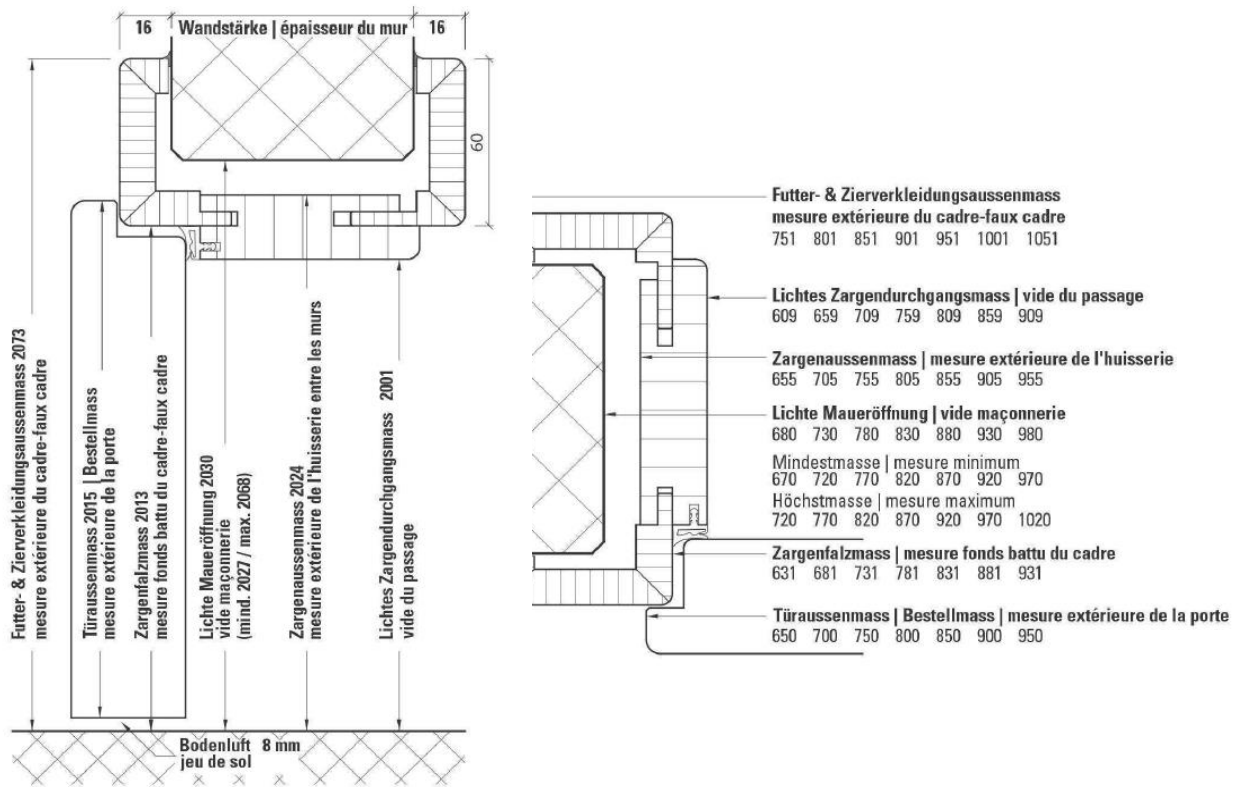 16 Wandstärke | épaisseur du mur 16
60
Futter- & Zierverkleidungsaussenmass 2073
mesure extérieure du cadre-faux cadre
Türaussenmass 2015 | Bestellmass
mesure extérieure de la porte
Zargenfalzmass 2013
mesure fonds battu du cadre-faux cadre
Lichte Maueröffnung 2030
vide maçonnerie
(mind. 2027 / max. 2068)
Zargenaussenmass 2024
mesure extérieure de l'huisserie entre les murs
Lichtes Zargendurchgangsmass 2001
vide du passage
Bodenluft 8 mm
jeu de sol
Futter- & Zierverkleidungsaussenmass
mesure extérieure du cadre-faux cadre
751 801 851 901 951 1001 1051
Lichtes Zargendurchgangsmass | vide du passage
609 659 709 759 809 859 909
Zargenaussenmass | mesure extérieure de l'huisserie
655 705 755 805 855 905 955
Lichte Maueröffnung | vide maçonnerie
680 730 780 830 880 930 980
Mindestmasse | mesure minimum
670 720 770 820 870 920 970
Höchstmasse | mesure maximum
720 770 820 870 920 970 1020
Zargenfalzmass | mesure fonds battu du cadre
631 681 731 781 831 881 931
Türaussenmass | Bestellmass | mesure extérieure de la porte
650 700 750 800 850 900 950